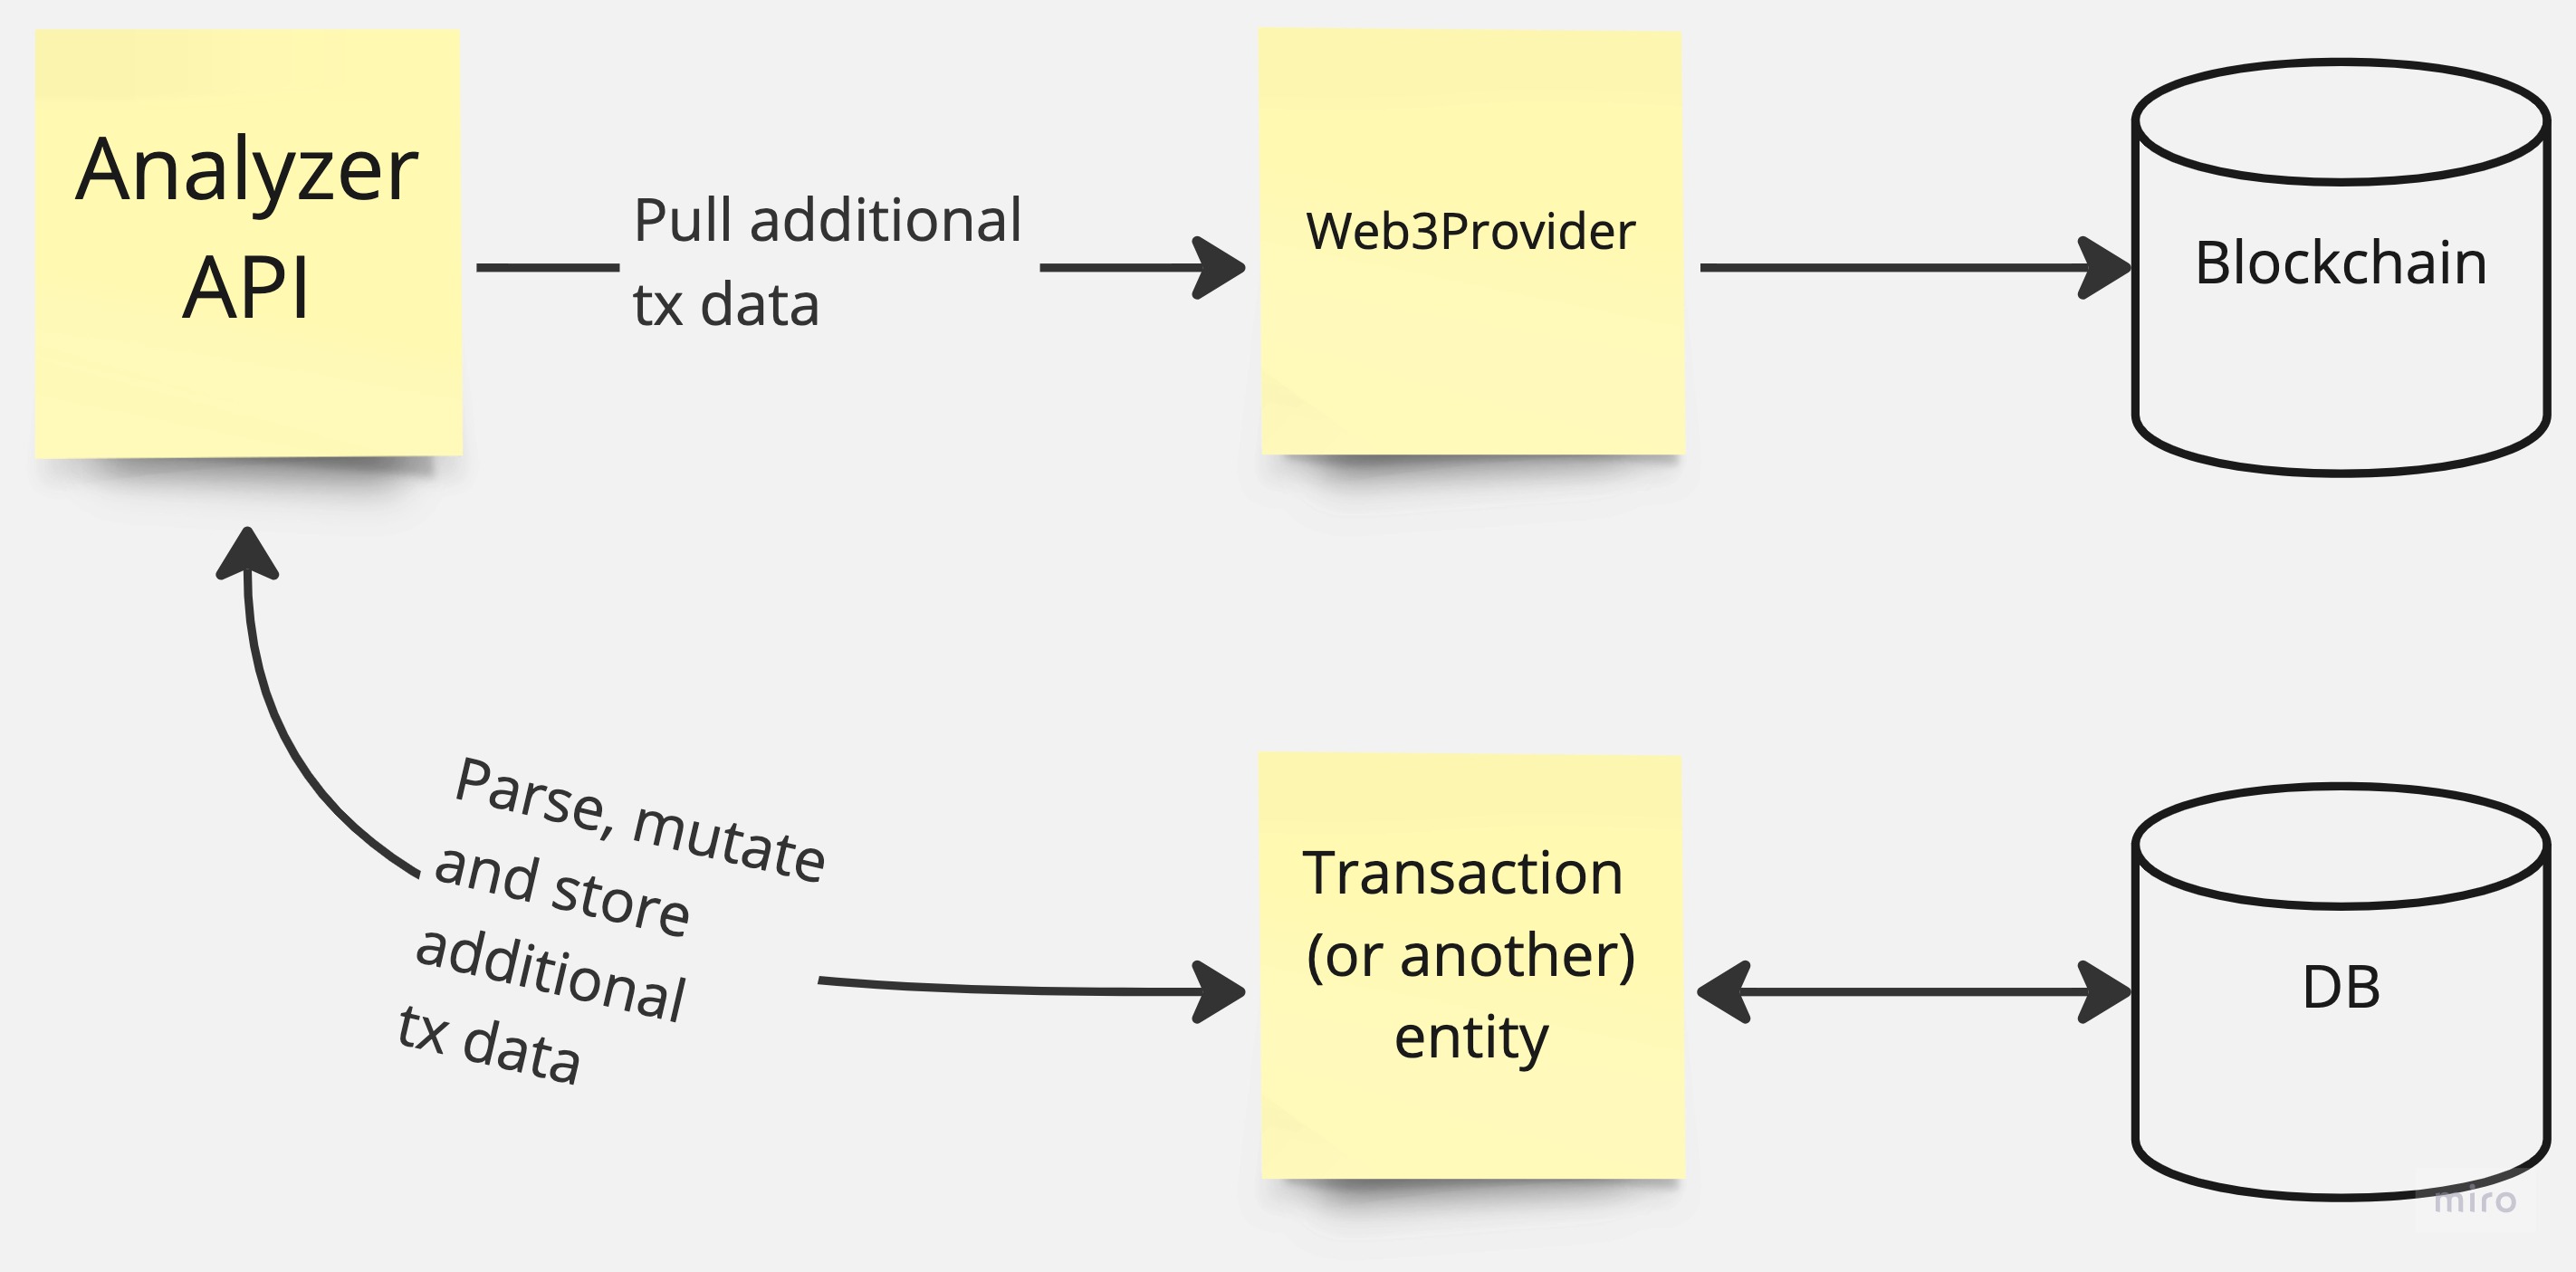 Analyzer
API
Pull additional
tx data
Web3Provider
Blockchain
Parse, mutate
and store
additional
tx data
Transaction
(or another)
entity
DB
miro